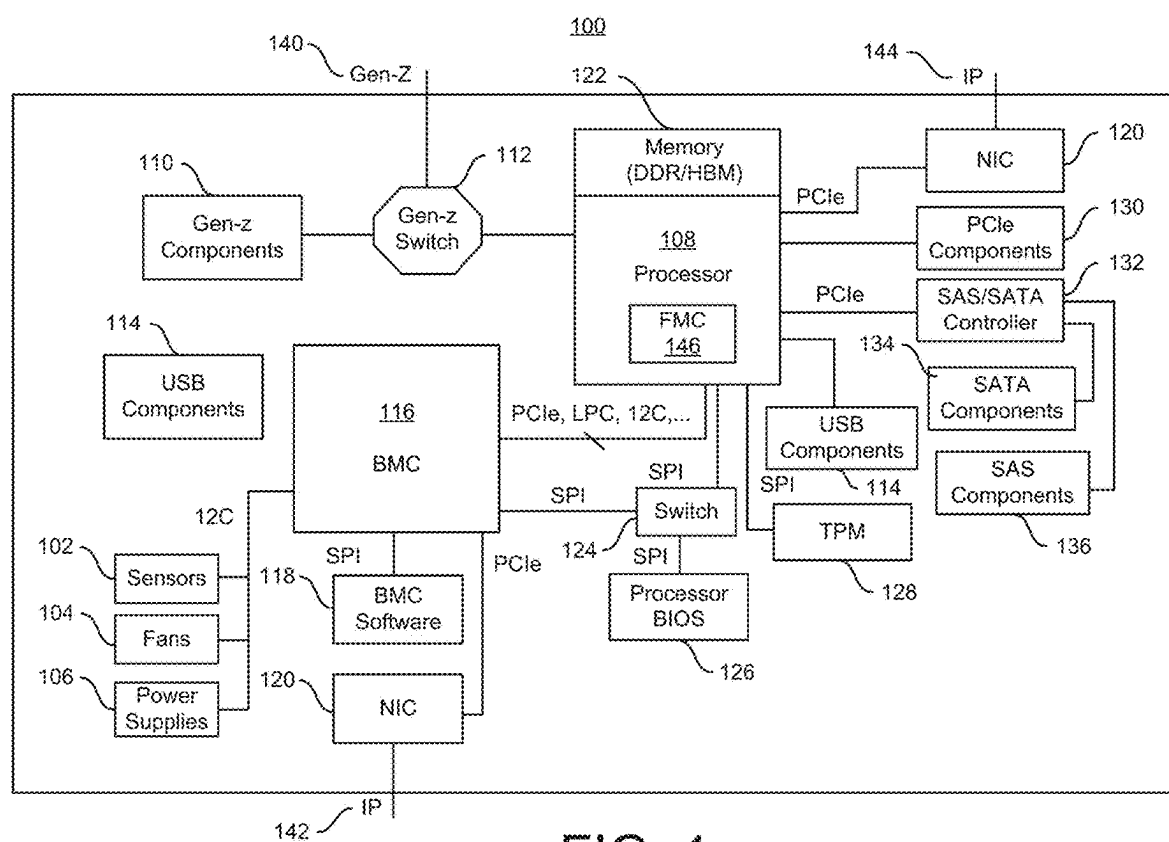 100
140
Gen-Z
144
IP
122
112
110
120
Memory
(DDR/HBM)
NIC
PCIe
Gen-z
Components
Gen-z
Switch
108
Processor
PCIe
Components
130
132
PCIe
SAS/SATA
Controller
FMC
146
114
USB
Components
134
SATA
Components
116
BMC
PCIe, LPC, 12C,...
USB
Components
114
SPI
SAS
Components
136
SPI
SPI
Switch
124
TPM
128
12C
102
Sensors
SPI
PCIe
SPI
118
BMC
Software
Processor
BIOS
126
104
Fans
106
Power
Supplies
120
NIC
IP
142